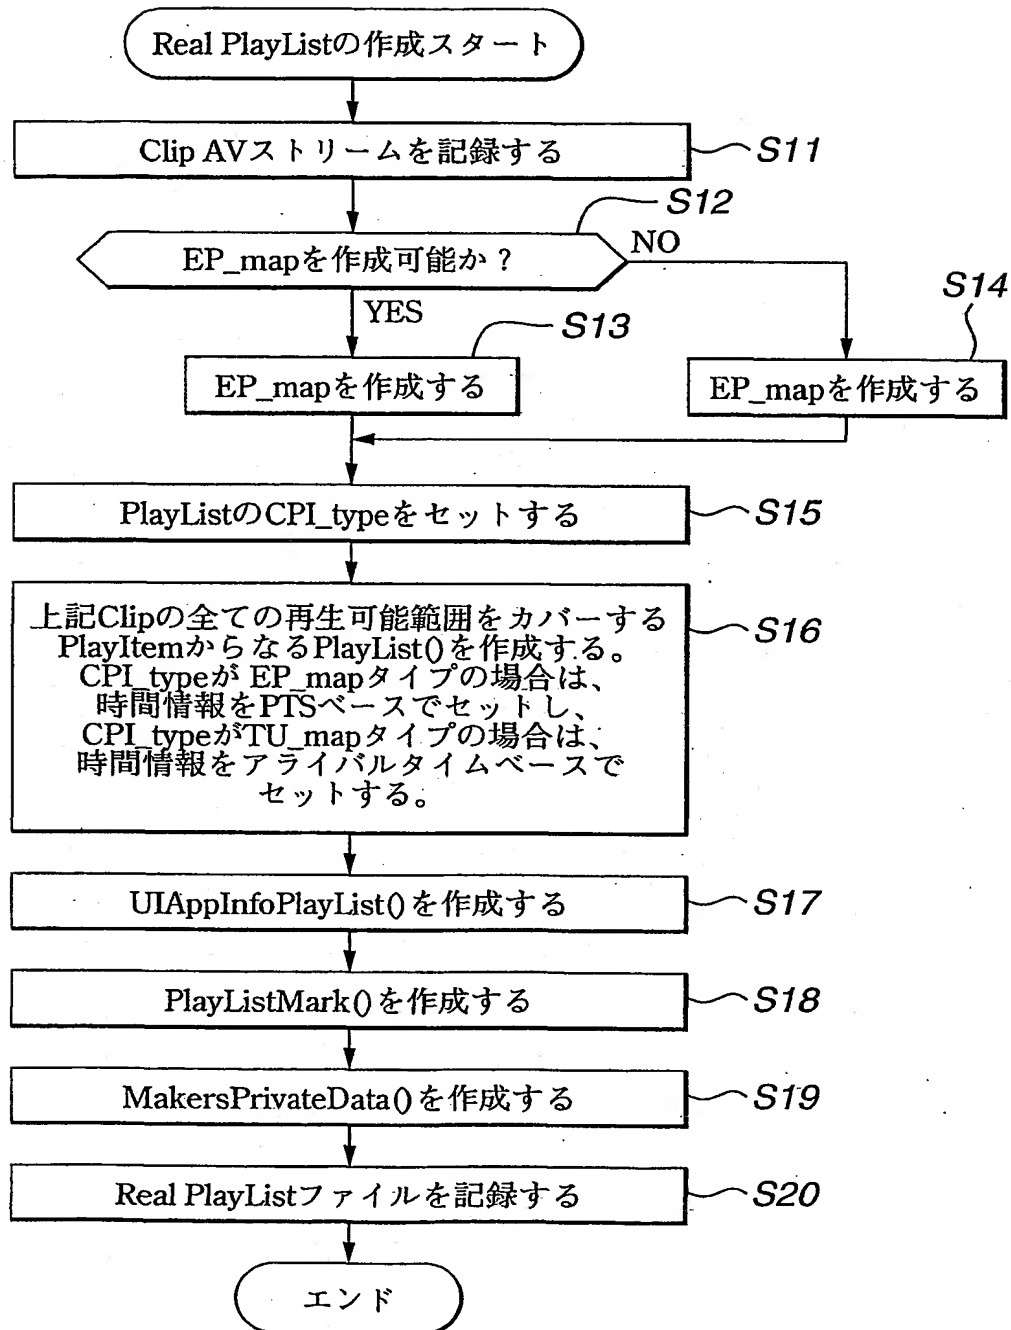 Real PlayListの作成スタート
Clip AVストリームを記録する
S11
S12
EP_mapを作成可能か？
NO
YES
S13
S14
EP_mapを作成する
EP_mapを作成する
PlayListのCPI_typeをセットする
S15
上記Clipの全ての再生可能範囲をカバーする
PlayItemからなるPlayList()を作成する。
CPI_typeが EP_mapタイプの場合は、
時間情報をPTSベースでセットし、
CPI_typeがTU_mapタイプの場合は、
時間情報をアライバルタイムベースで
セットする。
S16
UIAppInfoPlayList()を作成する
S17
PlayListMark()を作成する
S18
MakersPrivateData()を作成する
S19
Real PlayListファイルを記録する
S20
エンド